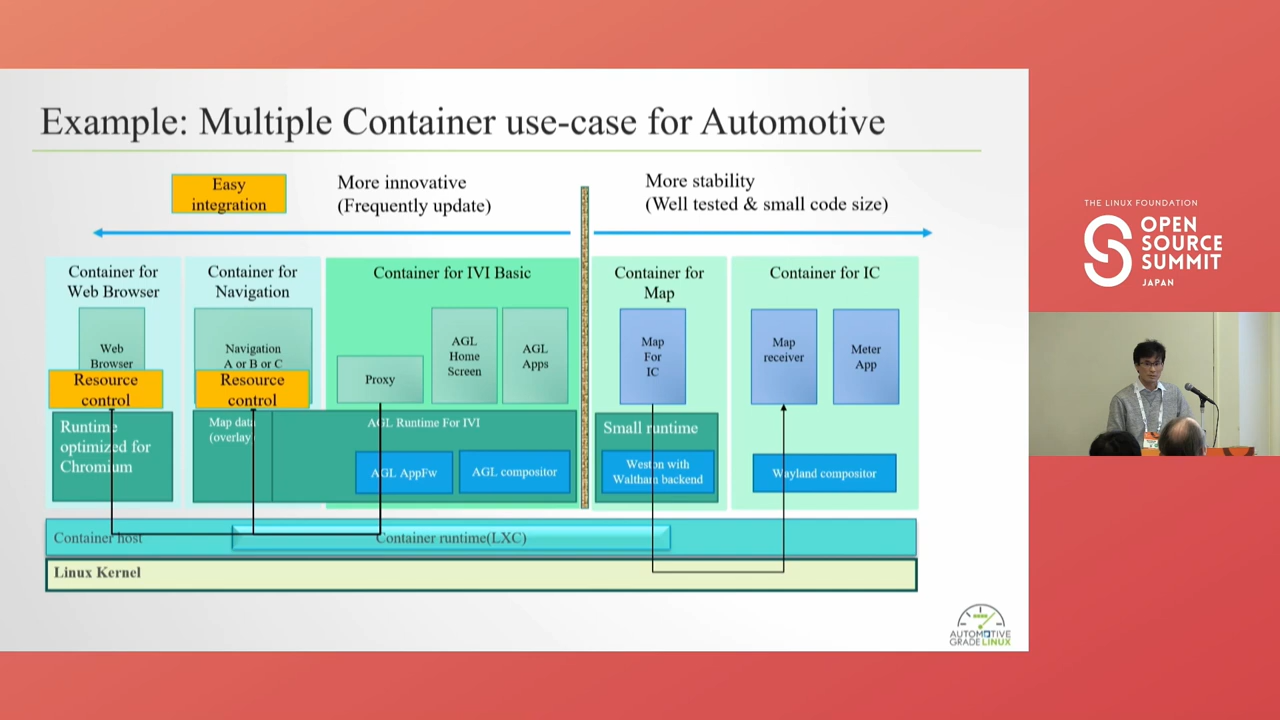 Example: Multiple Container use-case for Automotive
Easy
integration
More innovative
(Frequently update)
More stability
(Well tested & small code size)
Container for
Web Browser
Container for
Navigation
Container for IVI Basic
Container for
Map
Container for IC
Web
Browser
Resource
control
Navigation
A or B or C
Resource
control
Proxy
AGL
Home
Screen
AGL
Apps
Map
For
IC
Map
receiver
Meter
App
Runtime
optimized for
Chromium
Map data
(overlay)
AGL Runtime For IVI
AGL AppFw
AGL compositor
Small runtime
Weston with
Waltham backend
Wayland compositor
Container host
Container runtime(LXC)
Linux Kernel
AUTOMOTIVE
GRADE LINUX
THE LINUX FOUNDATION
OPEN
SOURCE
SUMMIT
JAPAN